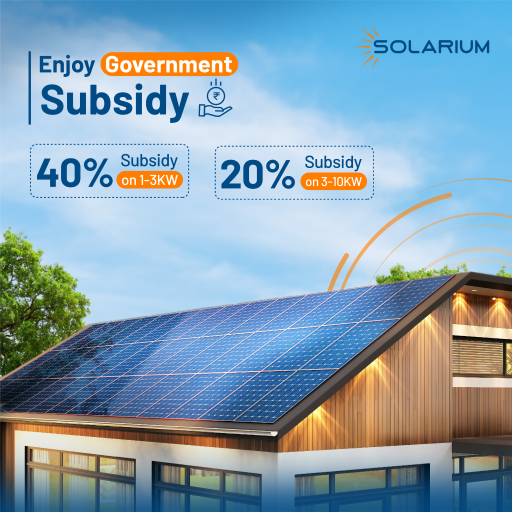 SOLARIUM
Enjoy Government
Subsidy
₹
40% Subsidy
on 1-3KW
20% Subsidy
on 3-10KW